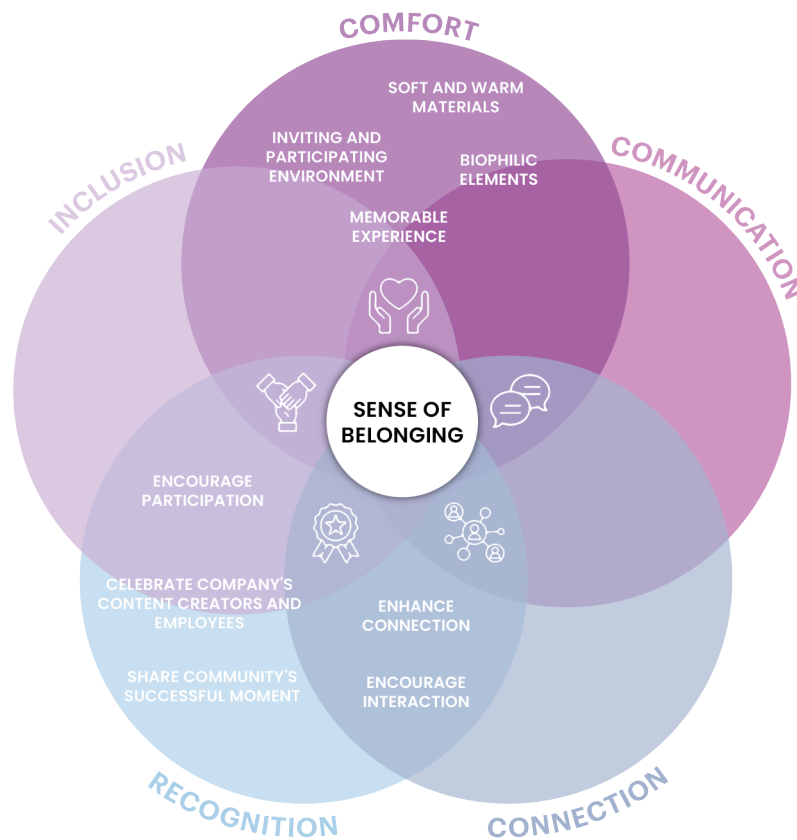 COMFORT
SOFT AND WARM
MATERIALS
INVITING AND
PARTICIPATING
ENVIRONMENT
BIOPHILIC
ELEMENTS
MEMORABLE
EXPERIENCE
INCLUSION
COMMUNICATION
SENSE OF
BELONGING
ENCOURAGE
PARTICIPATION
CELEBRATE COMPANY'S
CONTENT CREATORS AND
EMPLOYEES
SHARE COMMUNITY'S
SUCCESSFUL MOMENT
ENHANCE
CONNECTION
ENCOURAGE
INTERACTION
RECOGNITION
CONNECTION